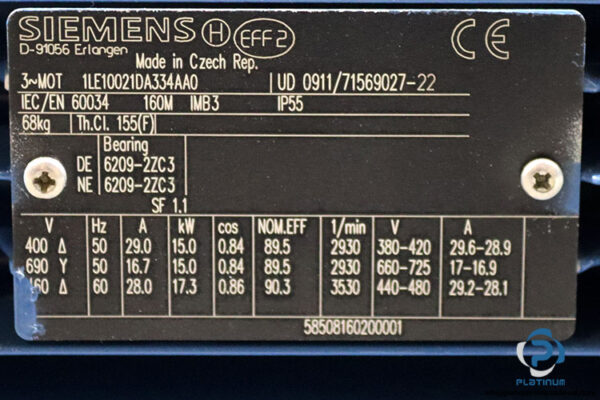 SIEMENS H EFF2 CE
D-91056 Erlangen
Made in Czech Rep.
3~MOT 1LE10021DA334AA0 UD 0911/71569027-22
IEC/EN 60034 160M IMB3 IP55
68kg Th.Cl. 155(F)
Bearing
DE 6209-2ZC3
NE 6209-2ZC3
SF 1.1
V Hz A kW cos NOM.EFF 1/min V A
400 Δ 50 29.0 15.0 0.84 89.5 2930 380-420 29.6-28.9
690 Y 50 16.7 15.0 0.84 89.5 2930 660-725 17-16.9
460 Δ 60 28.0 17.3 0.86 90.3 3530 440-480 29.2-28.1
58508160200001
PLATINUM